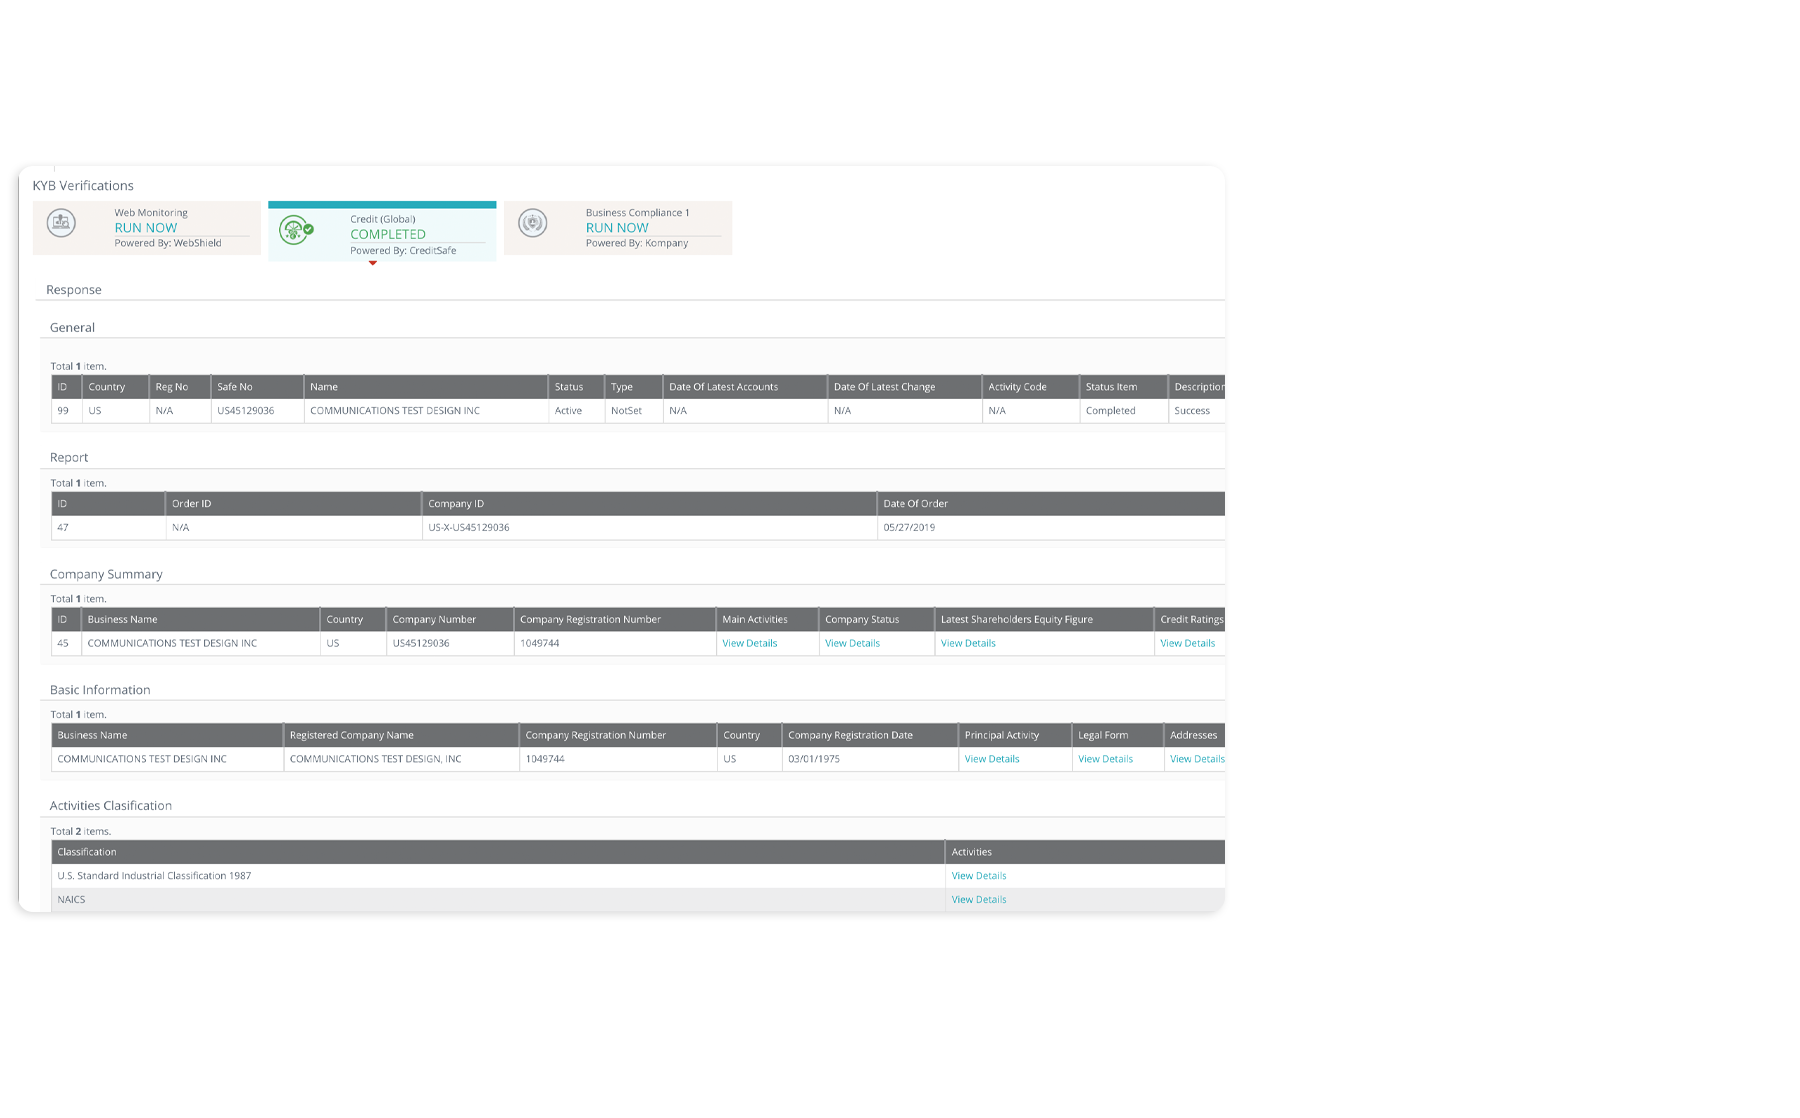 KYB Verifications
Web Monitoring
RUN NOW
Powered By: WebShield
Credit (Global)
COMPLETED
Powered By: CreditSafe
Business Compliance 1
RUN NOW
Powered By: Kompany
Response
General
Total 1 item.
ID Country Reg No Safe No Name Status Type Date Of Latest Accounts Date Of Latest Change Activity Code Status Item Description
99 US N/A US45129036 COMMUNICATIONS TEST DESIGN INC Active NotSet N/A N/A N/A Completed Success
Report
Total 1 item.
ID Order ID Company ID Date Of Order
47 N/A US-X-US45129036 05/27/2019
Company Summary
Total 1 item.
ID Business Name Country Company Number Company Registration Number Main Activities Company Status Latest Shareholders Equity Figure Credit Ratings
45 COMMUNICATIONS TEST DESIGN INC US US45129036 1049744 View Details View Details View Details View Details
Basic Information
Total 1 item.
Business Name Registered Company Name Company Registration Number Country Company Registration Date Principal Activity Legal Form Addresses
COMMUNICATIONS TEST DESIGN INC COMMUNICATIONS TEST DESIGN, INC 1049744 US 03/01/1975 View Details View Details View Details
Activities Clasification
Total 2 items.
Classification Activities
U.S. Standard Industrial Classification 1987 View Details
NAICS View Details